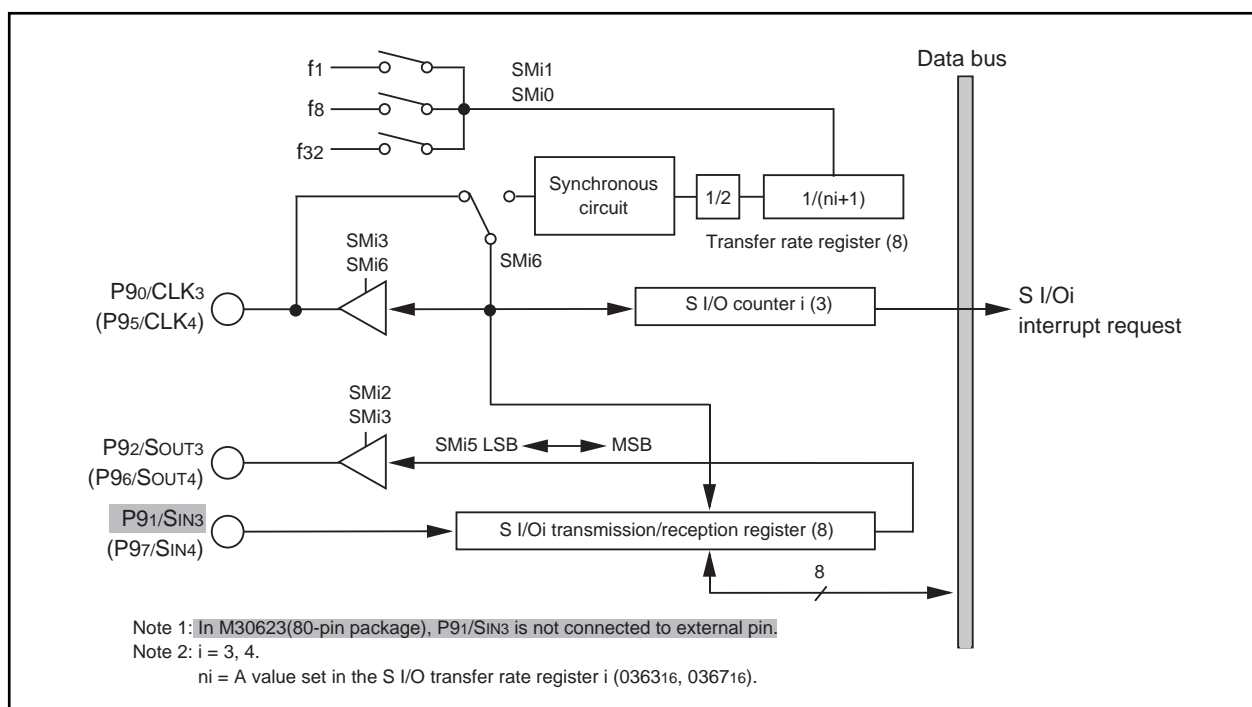 Data bus
f1
f8
f32
SMi1
SMi0
Synchronous
circuit
1/2
1/(ni+1)
Transfer rate register (8)
SMi6
SMi3
SMi6
P90/CLK3
(P95/CLK4)
S I/O counter i (3)
S I/Oi
interrupt request
SMi2
SMi3
SMi5 LSB MSB
P92/SOUT3
(P96/SOUT4)
P91/SIN3
(P97/SIN4)
S I/Oi transmission/reception register (8)
8
Note 1: In M30623(80-pin package), P91/SIN3 is not connected to external pin.
Note 2: i = 3, 4.
ni = A value set in the S I/O transfer rate register i (036316, 036716).